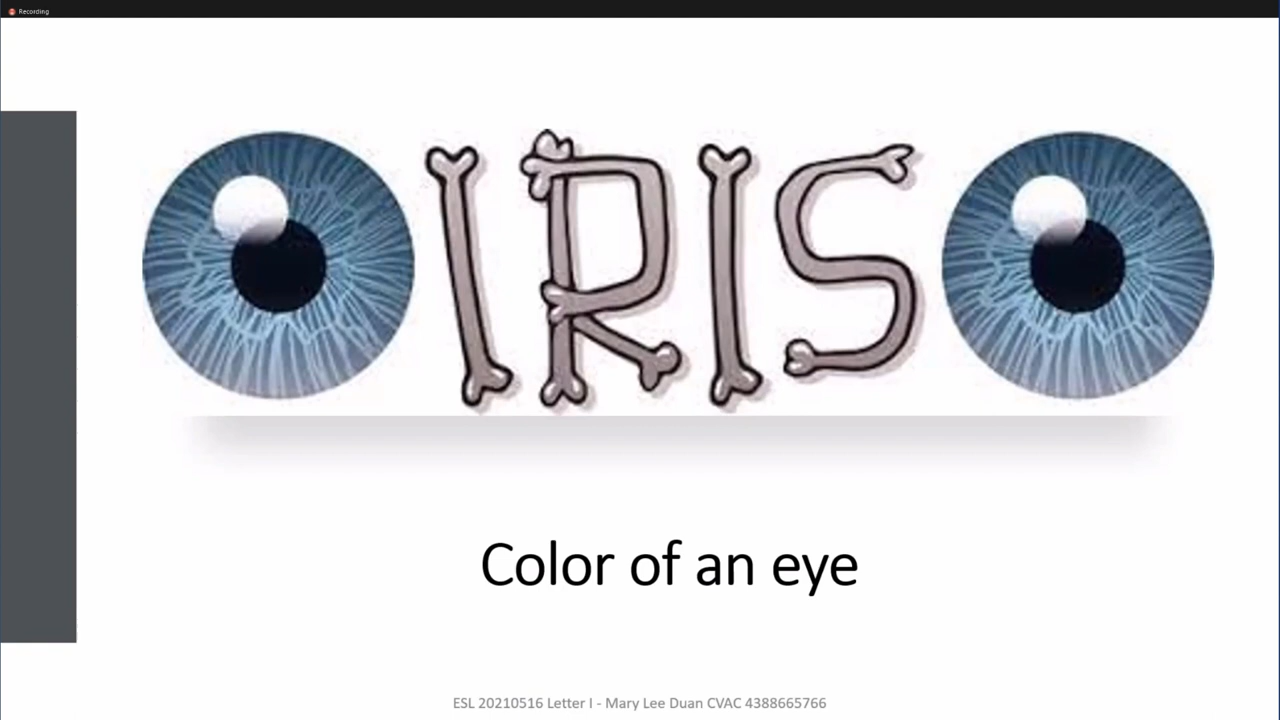 Recording
IRIS
Color of an eye
ESL 20210516 Letter I - Mary Lee Duan CVAC 4388665766